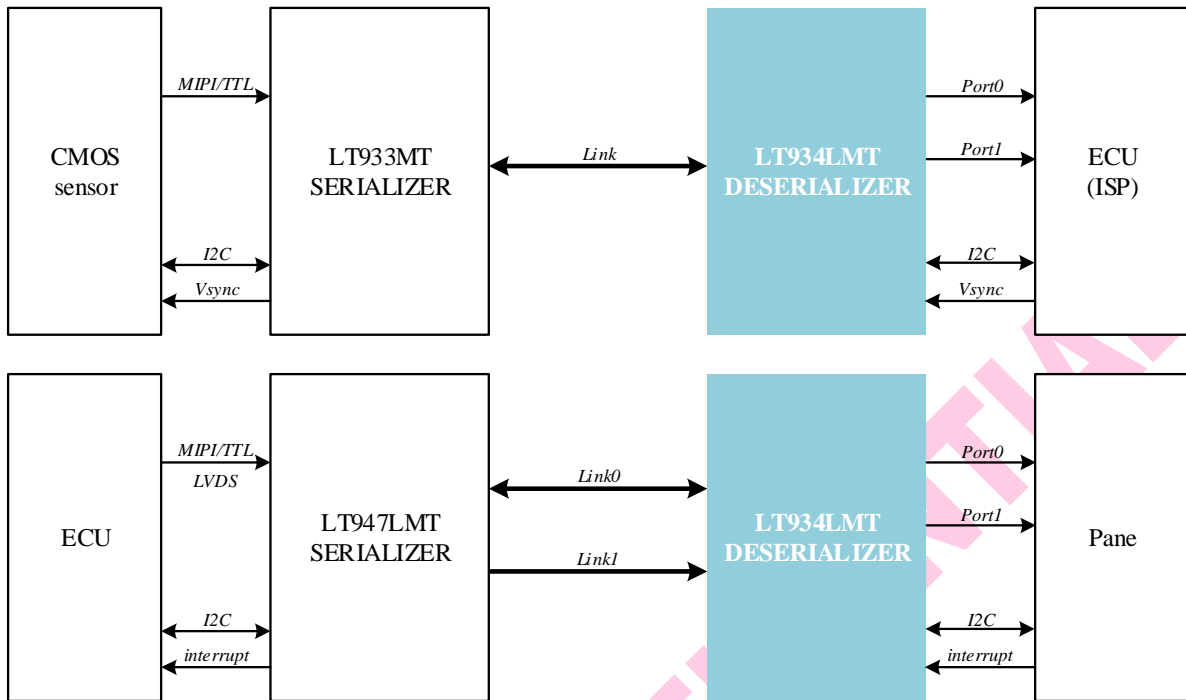 MIPI/TTL
Port0
CMOS
sensor
LT933MT
SERIALIZER
Link
LT934LMT
DESERIALIZER
Port1
ECU
(ISP)
I2C
I2C
Vsync
Vsync
MIPI/TTL
LVDS
Port0
ECU
LT947LMT
SERIALIZER
Link0
Link1
LT934LMT
DESERIALIZER
Port1
Pane
I2C
I2C
interrupt
interrupt